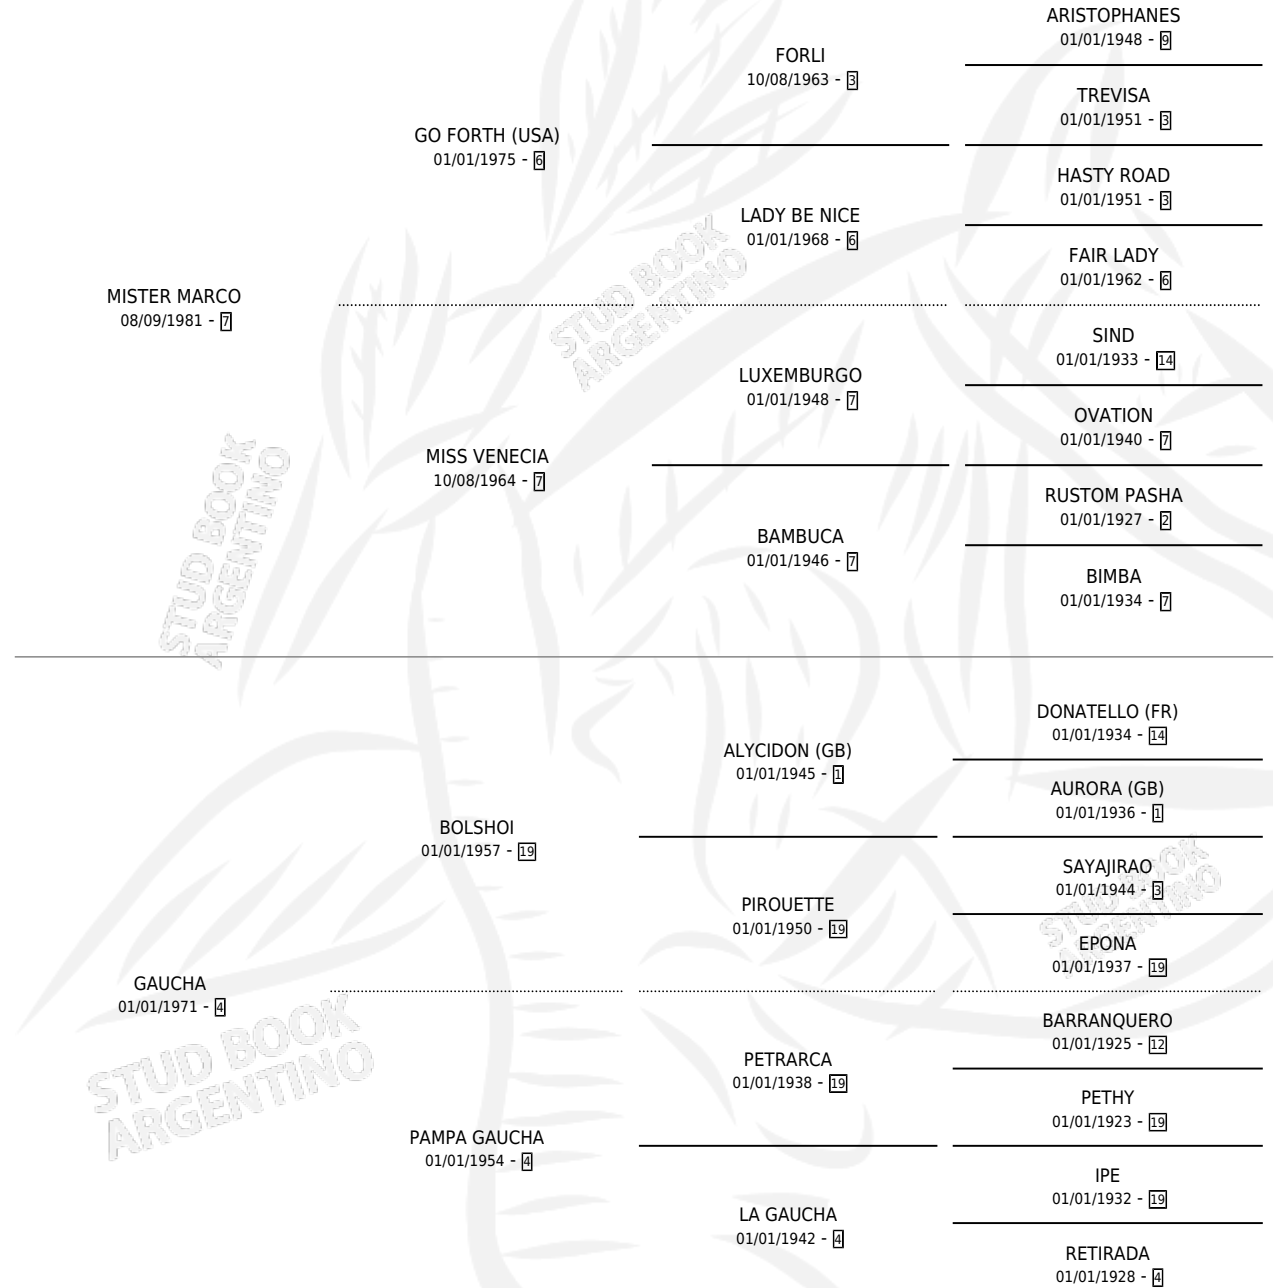 ARISTOPHANES
01/01/1948 - 9
FORLI
10/08/1963 - 3
TREVISA
01/01/1951 - 3
GO FORTH (USA)
01/01/1975 - 6
HASTY ROAD
01/01/1951 - 3
LADY BE NICE
01/01/1968 - 6
FAIR LADY
01/01/1962 - 6
MISTER MARCO
08/09/1981 - 7
SIND
01/01/1933 - 14
LUXEMBURGO
01/01/1948 - 7
OVATION
01/01/1940 - 7
MISS VENECIA
10/08/1964 - 7
RUSTOM PASHA
01/01/1927 - 2
BAMBUCA
01/01/1946 - 7
BIMBA
01/01/1934 - 7
STUD BOOK
ARGENTINO
STUD BOOK
ARGENTINO
DONATELLO (FR)
01/01/1934 - 14
ALYCIDON (GB)
01/01/1945 - 1
AURORA (GB)
01/01/1936 - 1
BOLSHOI
01/01/1957 - 19
SAYAJIRAO
01/01/1944 - 3
PIROUETTE
01/01/1950 - 19
EPONA
01/01/1937 - 19
GAUCHA
01/01/1971 - 4
BARRANQUERO
01/01/1925 - 12
PETRARCA
01/01/1938 - 19
PETHY
01/01/1923 - 19
PAMPA GAUCHA
01/01/1954 - 4
IPE
01/01/1932 - 19
LA GAUCHA
01/01/1942 - 4
RETIRADA
01/01/1928 - 4
STUD BOOK
ARGENTINO
STUD BOOK
ARGENTINO